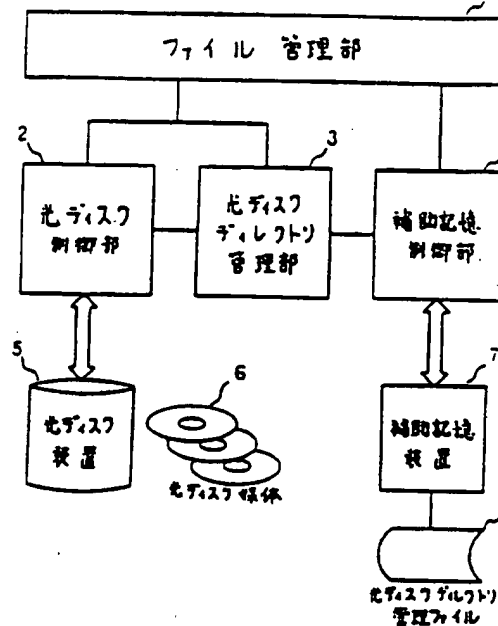 ファイル 管理部
2
3
光ディスク
制御部
光ディスク
ディレクトリ
管理部
補助記憶
制御部
5
6
7
光ディスク
装置
光ディスク媒体
補助記憶
装置
光ディスクディレクトリ
管理ファイル